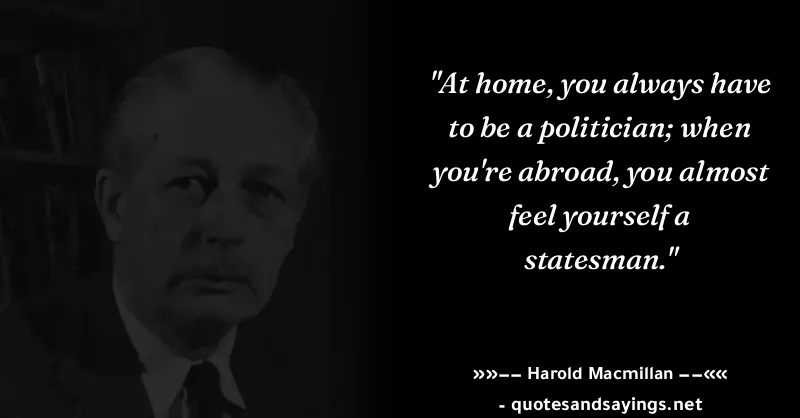 "At home, you always have
to be a politician; when
you're abroad, you almost
feel yourself a
statesman."
»»–– Harold Macmillan ––««
- quotesandsayings.net